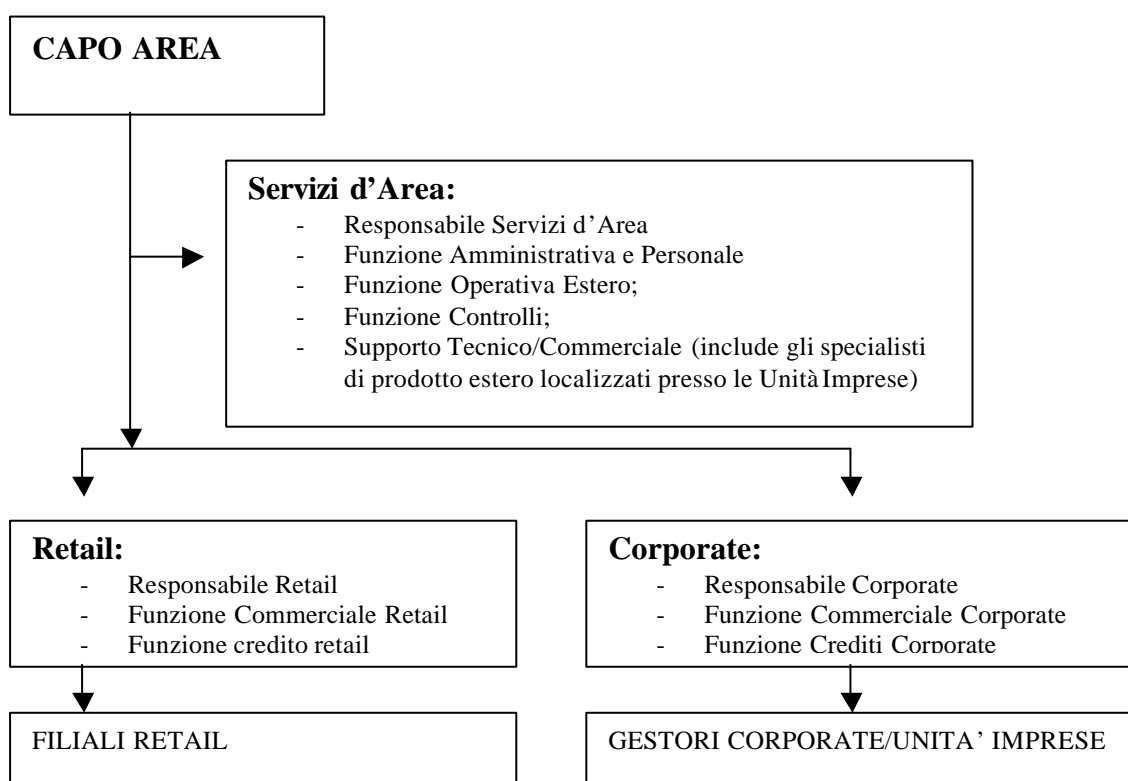 CAPO AREA
Servizi d'Area:
- Responsabile Servizi d'Area
- Funzione Amministrativa e Personale
- Funzione Operativa Estero;
- Funzione Controlli;
- Supporto Tecnico/Commerciale (include gli specialisti
di prodotto estero localizzati presso le Unità Imprese)
Retail:
- Responsabile Retail
- Funzione Commerciale Retail
- Funzione credito retail
Corporate:
- Responsabile Corporate
- Funzione Commerciale Corporate
- Funzione Crediti Corporate
FILIALI RETAIL
GESTORI CORPORATE/UNITA' IMPRESE